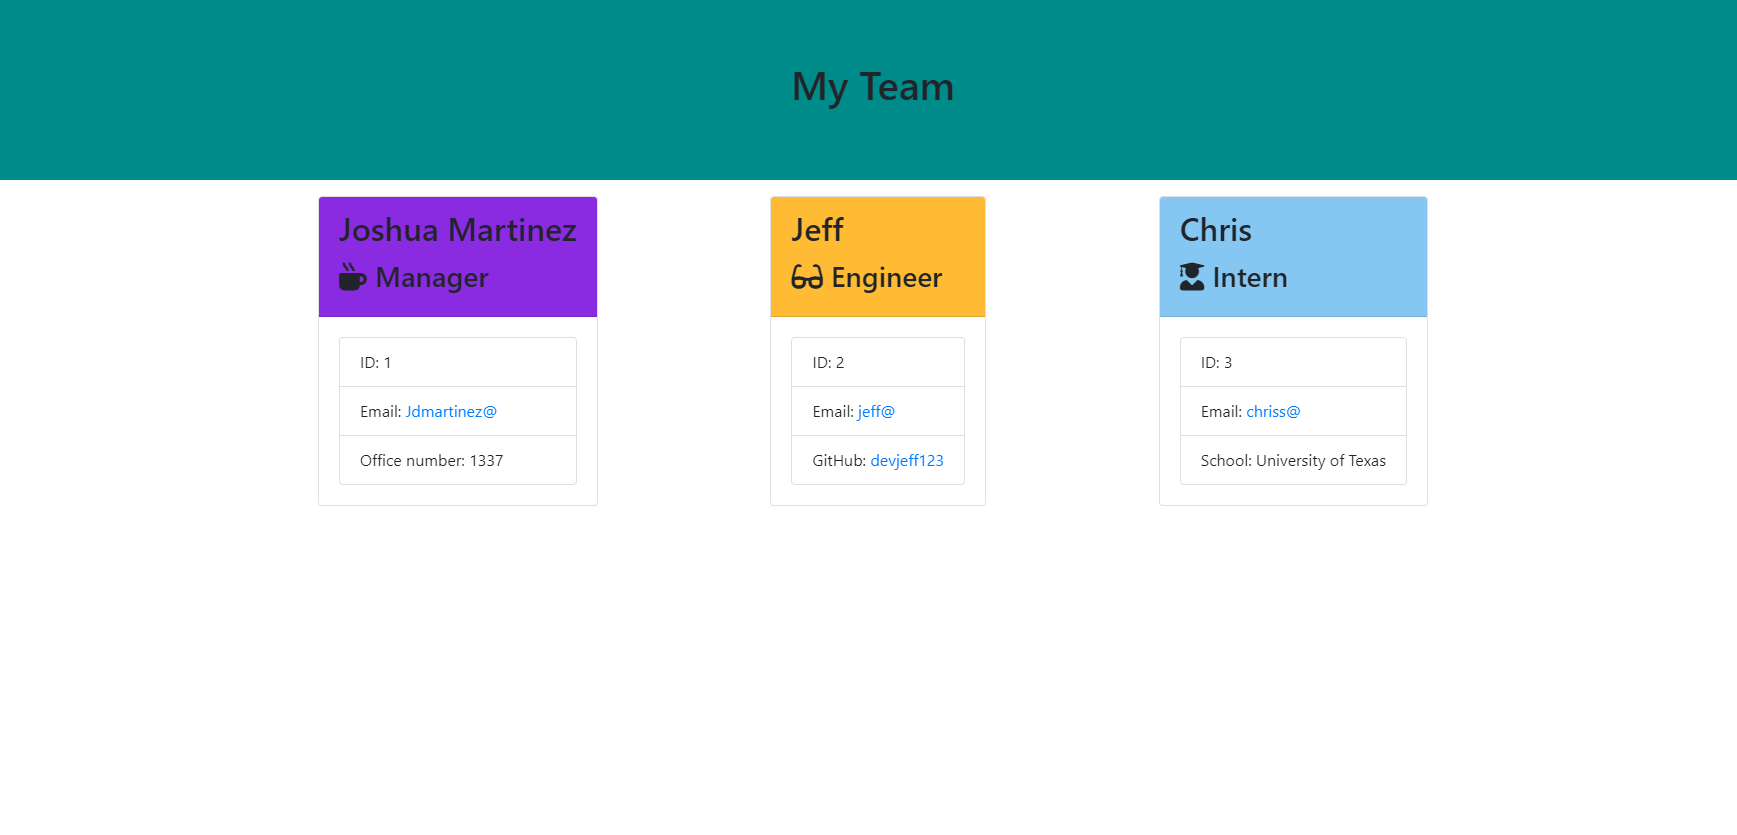 My Team
Joshua Martinez
Manager
ID: 1
Email: Jdmartinez@
Office number: 1337
Jeff
Engineer
ID: 2
Email: jeff@
GitHub: devjeff123
Chris
Intern
ID: 3
Email: chriss@
School: University of Texas